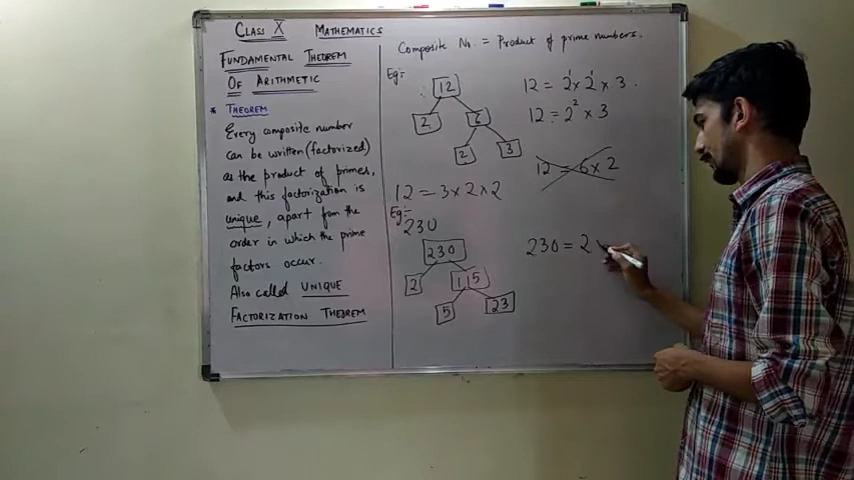 CLASS X MATHEMATICS
FUNDAMENTAL THEOREM
OF ARITHMETIC
* THEOREM
Every composite number
can be written (factorized)
as the product of primes,
and this factorization is
unique, apart from the
order in which the prime
factors occur.
Also called UNIQUE
FACTORIZATION THEOREM
Composite No. = Product of prime numbers.
Eg:-
12
2 6
2 3
12 = 2¹ x 2¹ x 3.
12 = 2² x 3
12 = 6 x 2
12 = 3 x 2 x 2
Eg:-
230
230
2 115
5 23
230 = 2 x